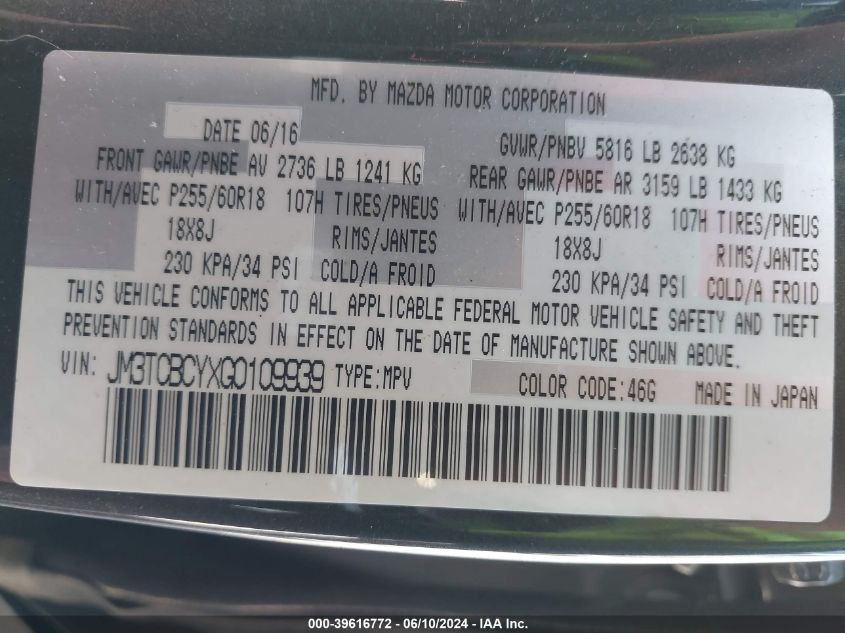 MFD. BY MAZDA MOTOR CORPORATION
DATE 06/16
GVWR/PNBV 5816 LB 2638 KG
FRONT GAWR/PNBE AV 2736 LB 1241 KG
REAR GAWR/PNBE AR 3159 LB 1433 KG
WITH/AVEC P255/60R18 107H TIRES/PNEUS
WITH/AVEC P255/60R18 107H TIRES/PNEUS
18X8J RIMS/JANTES
18X8J RIMS/JANTES
230 KPA/34 PSI COLD/A FROID
230 KPA/34 PSI COLD/A FROID
THIS VEHICLE CONFORMS TO ALL APPLICABLE FEDERAL MOTOR VEHICLE SAFETY AND THEFT
PREVENTION STANDARDS IN EFFECT ON THE DATE OF MANUFACTURE SHOWN ABOVE.
VIN: JM3TCBCYXG0109939 TYPE:MPV COLOR CODE:46G MADE IN JAPAN
000-39616772 - 06/10/2024 - IAA Inc.